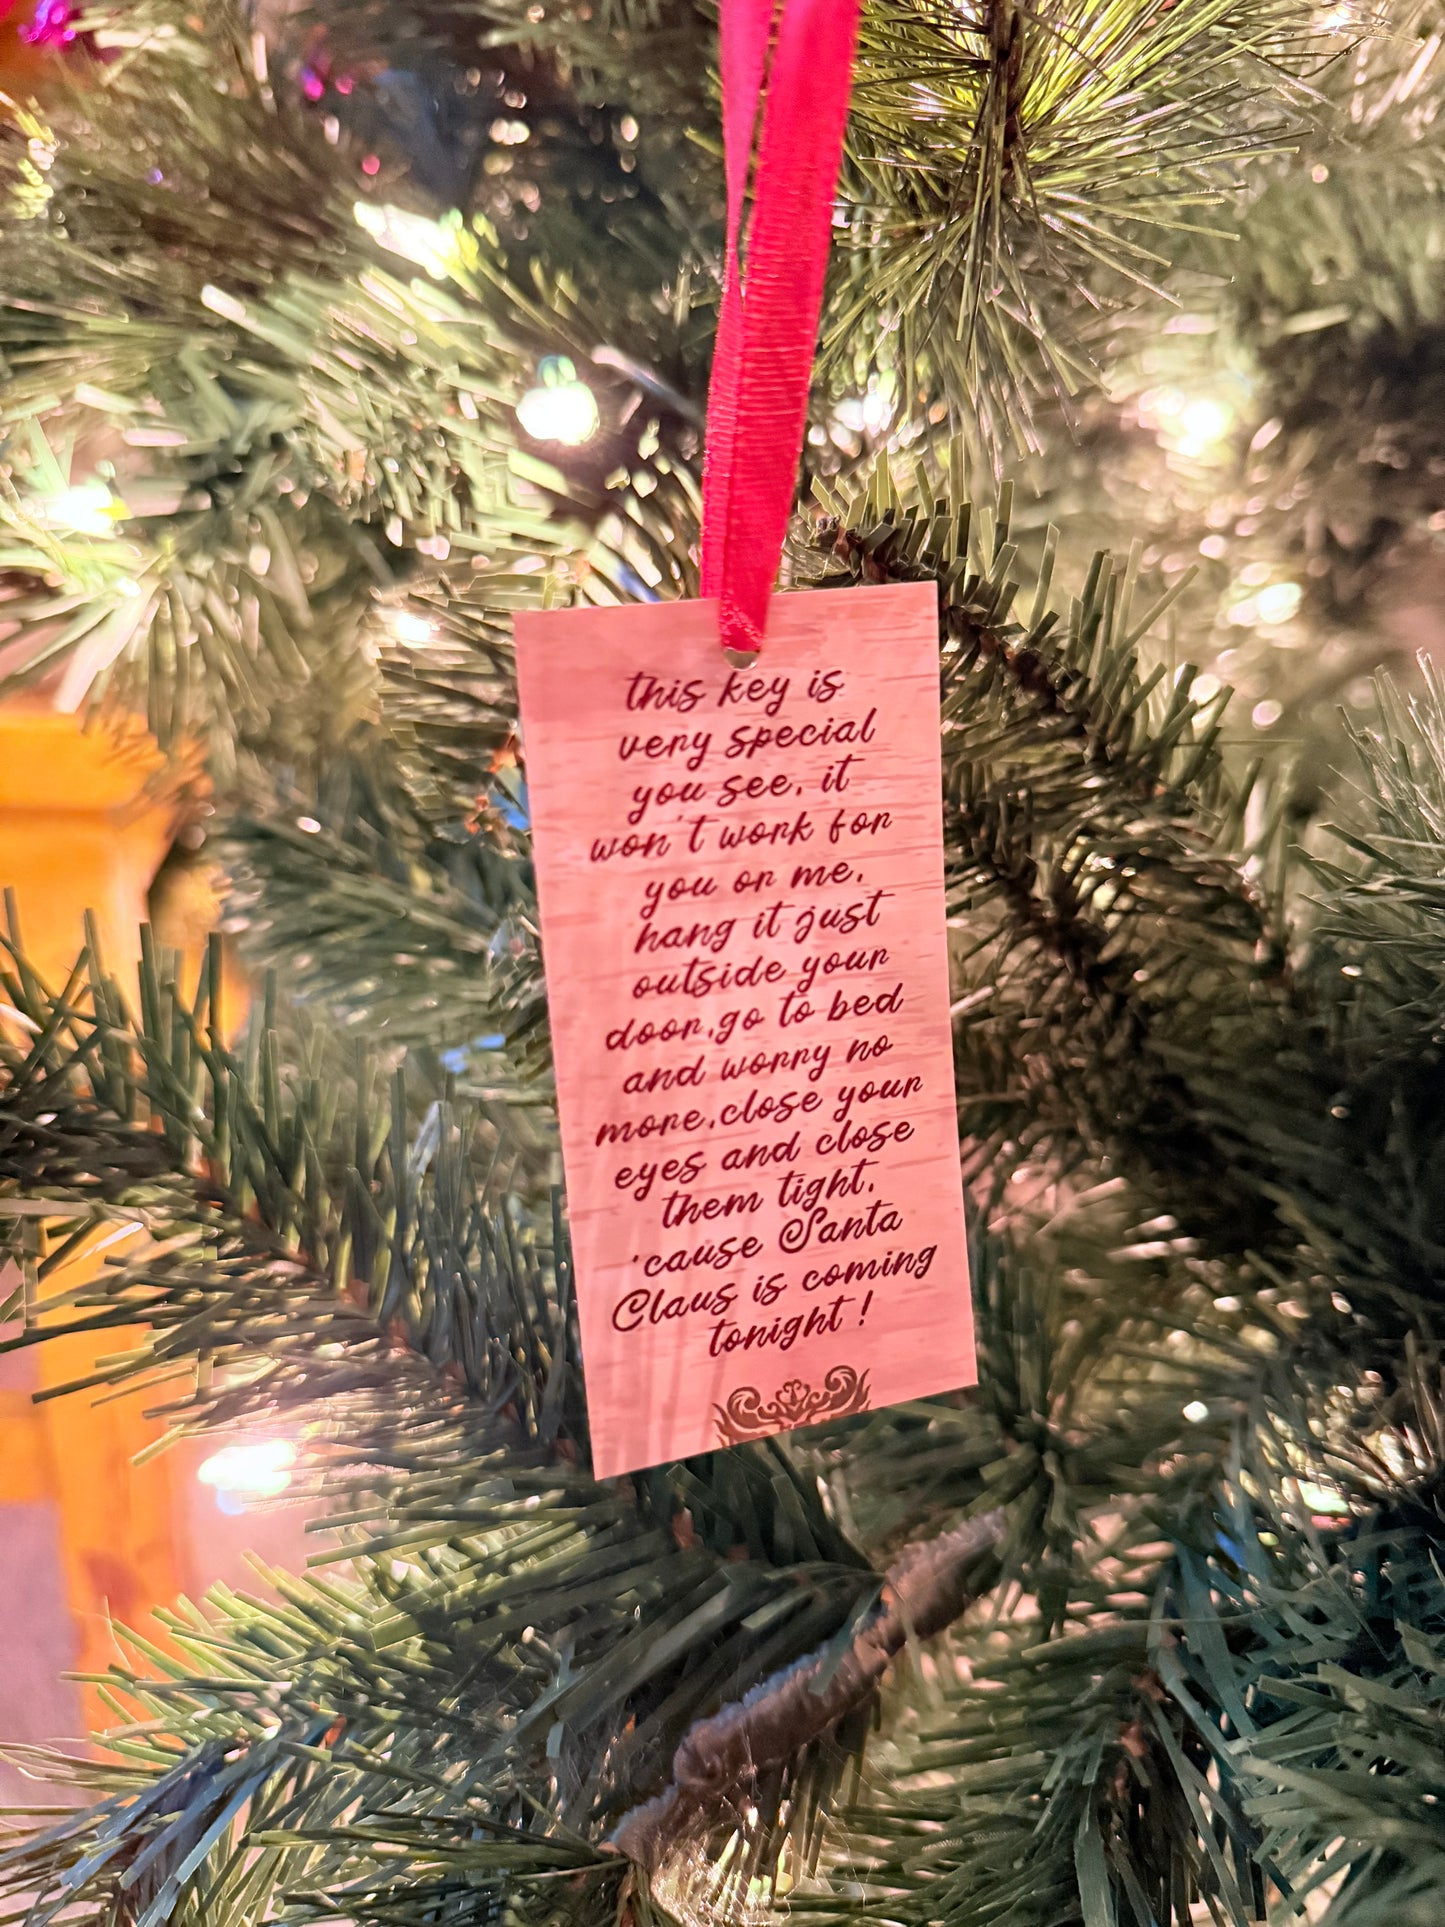 this key is
very special
you see, it
won't work for
you or me,
hang it just
outside your
door,go to bed
and worry no
more,close your
eyes and close
them tight,
'cause Santa
Claus is coming
tonight!